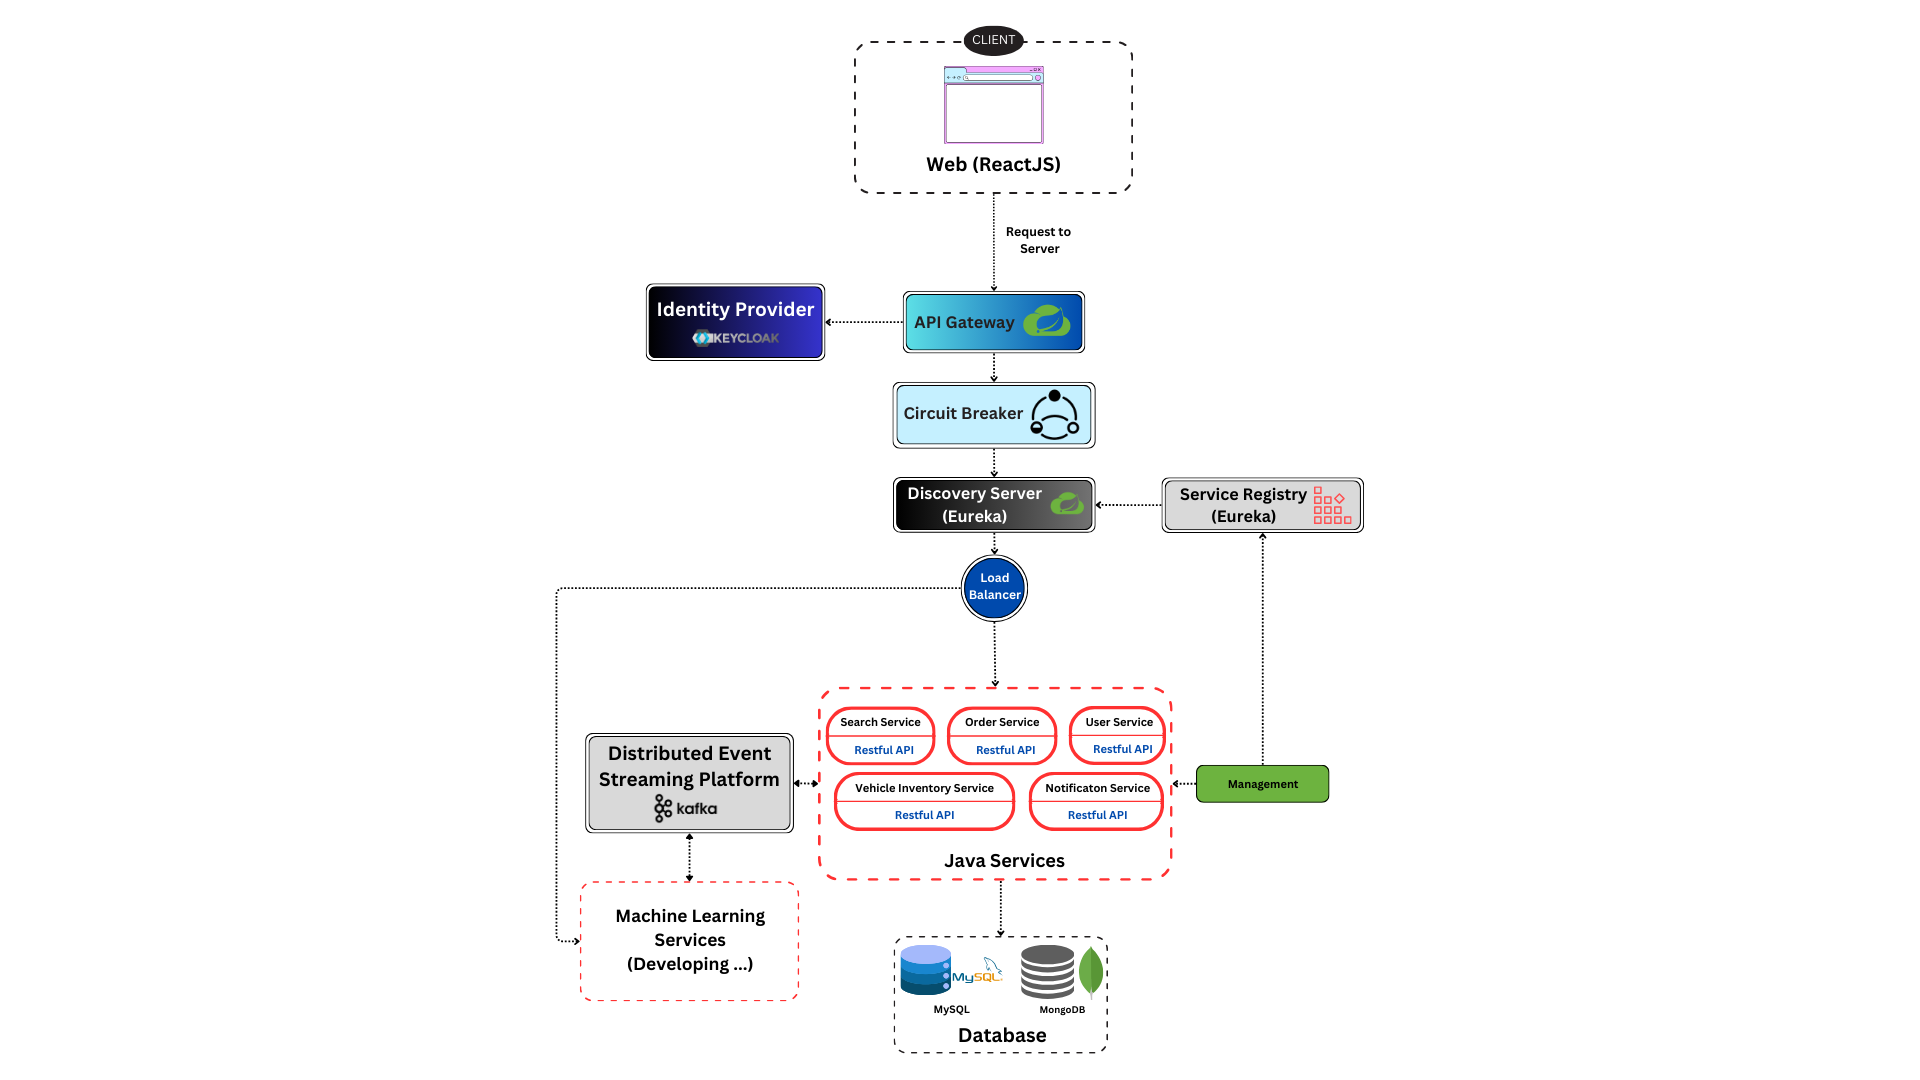 CLIENT
Web (ReactJS)
Request to
Server
Identity Provider
KEYCLOAK
API Gateway
Circuit Breaker
Discovery Server
(Eureka)
Service Registry
(Eureka)
Load
Balancer
Search Service
Restful API
Order Service
Restful API
User Service
Restful API
Vehicle Inventory Service
Restful API
Notificaton Service
Restful API
Java Services
Management
Distributed Event
Streaming Platform
kafka
Machine Learning
Services
(Developing ...)
MySQL
MySQL
MongoDB
Database